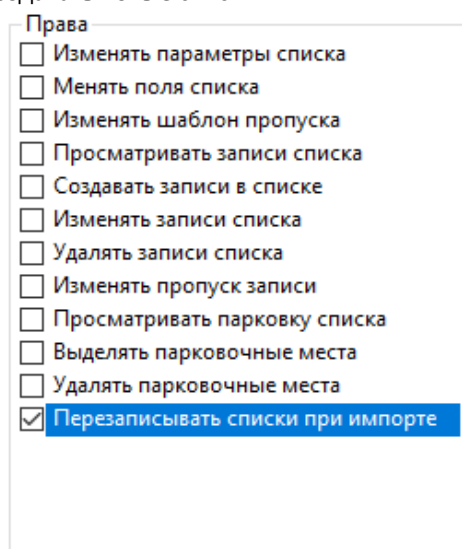 Права
Изменять параметры списка
Менять поля списка
Изменять шаблон пропуска
Просматривать записи списка
Создавать записи в списке
Изменять записи списка
Удалять записи списка
Изменять пропуск записи
Просматривать парковку списка
Выделять парковочные места
Удалять парковочные места
Перезаписывать списки при импорте